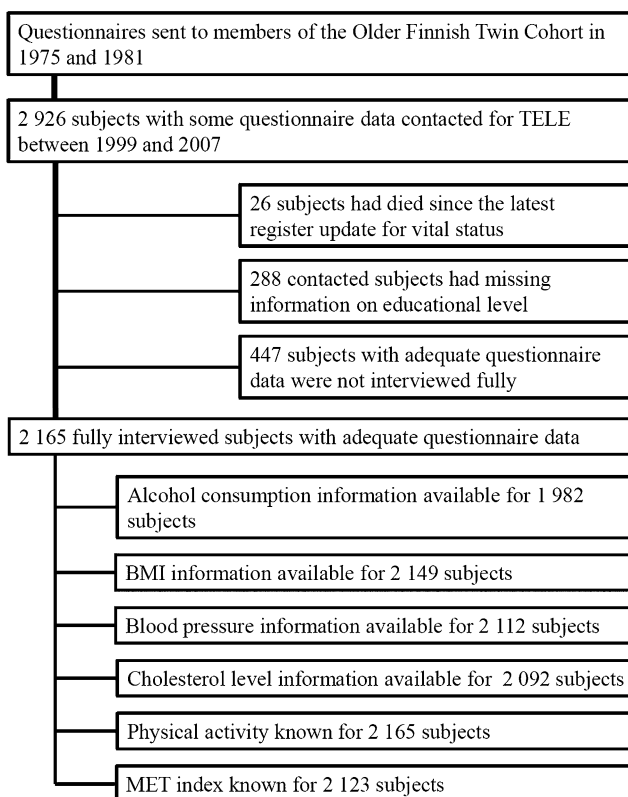 Questionnaires sent to members of the Older Finnish Twin Cohort in
1975 and 1981
2 926 subjects with some questionnaire data contacted for TELE
between 1999 and 2007
26 subjects had died since the latest
register update for vital status
288 contacted subjects had missing
information on educational level
447 subjects with adequate questionnaire
data were not interviewed fully
2 165 fully interviewed subjects with adequate questionnaire data
Alcohol consumption information available for 1 982
subjects
BMI information available for 2 149 subjects
Blood pressure information available for 2 112 subjects
Cholesterol level information available for 2 092 subjects
Physical activity known for 2 165 subjects
MET index known for 2 123 subjects